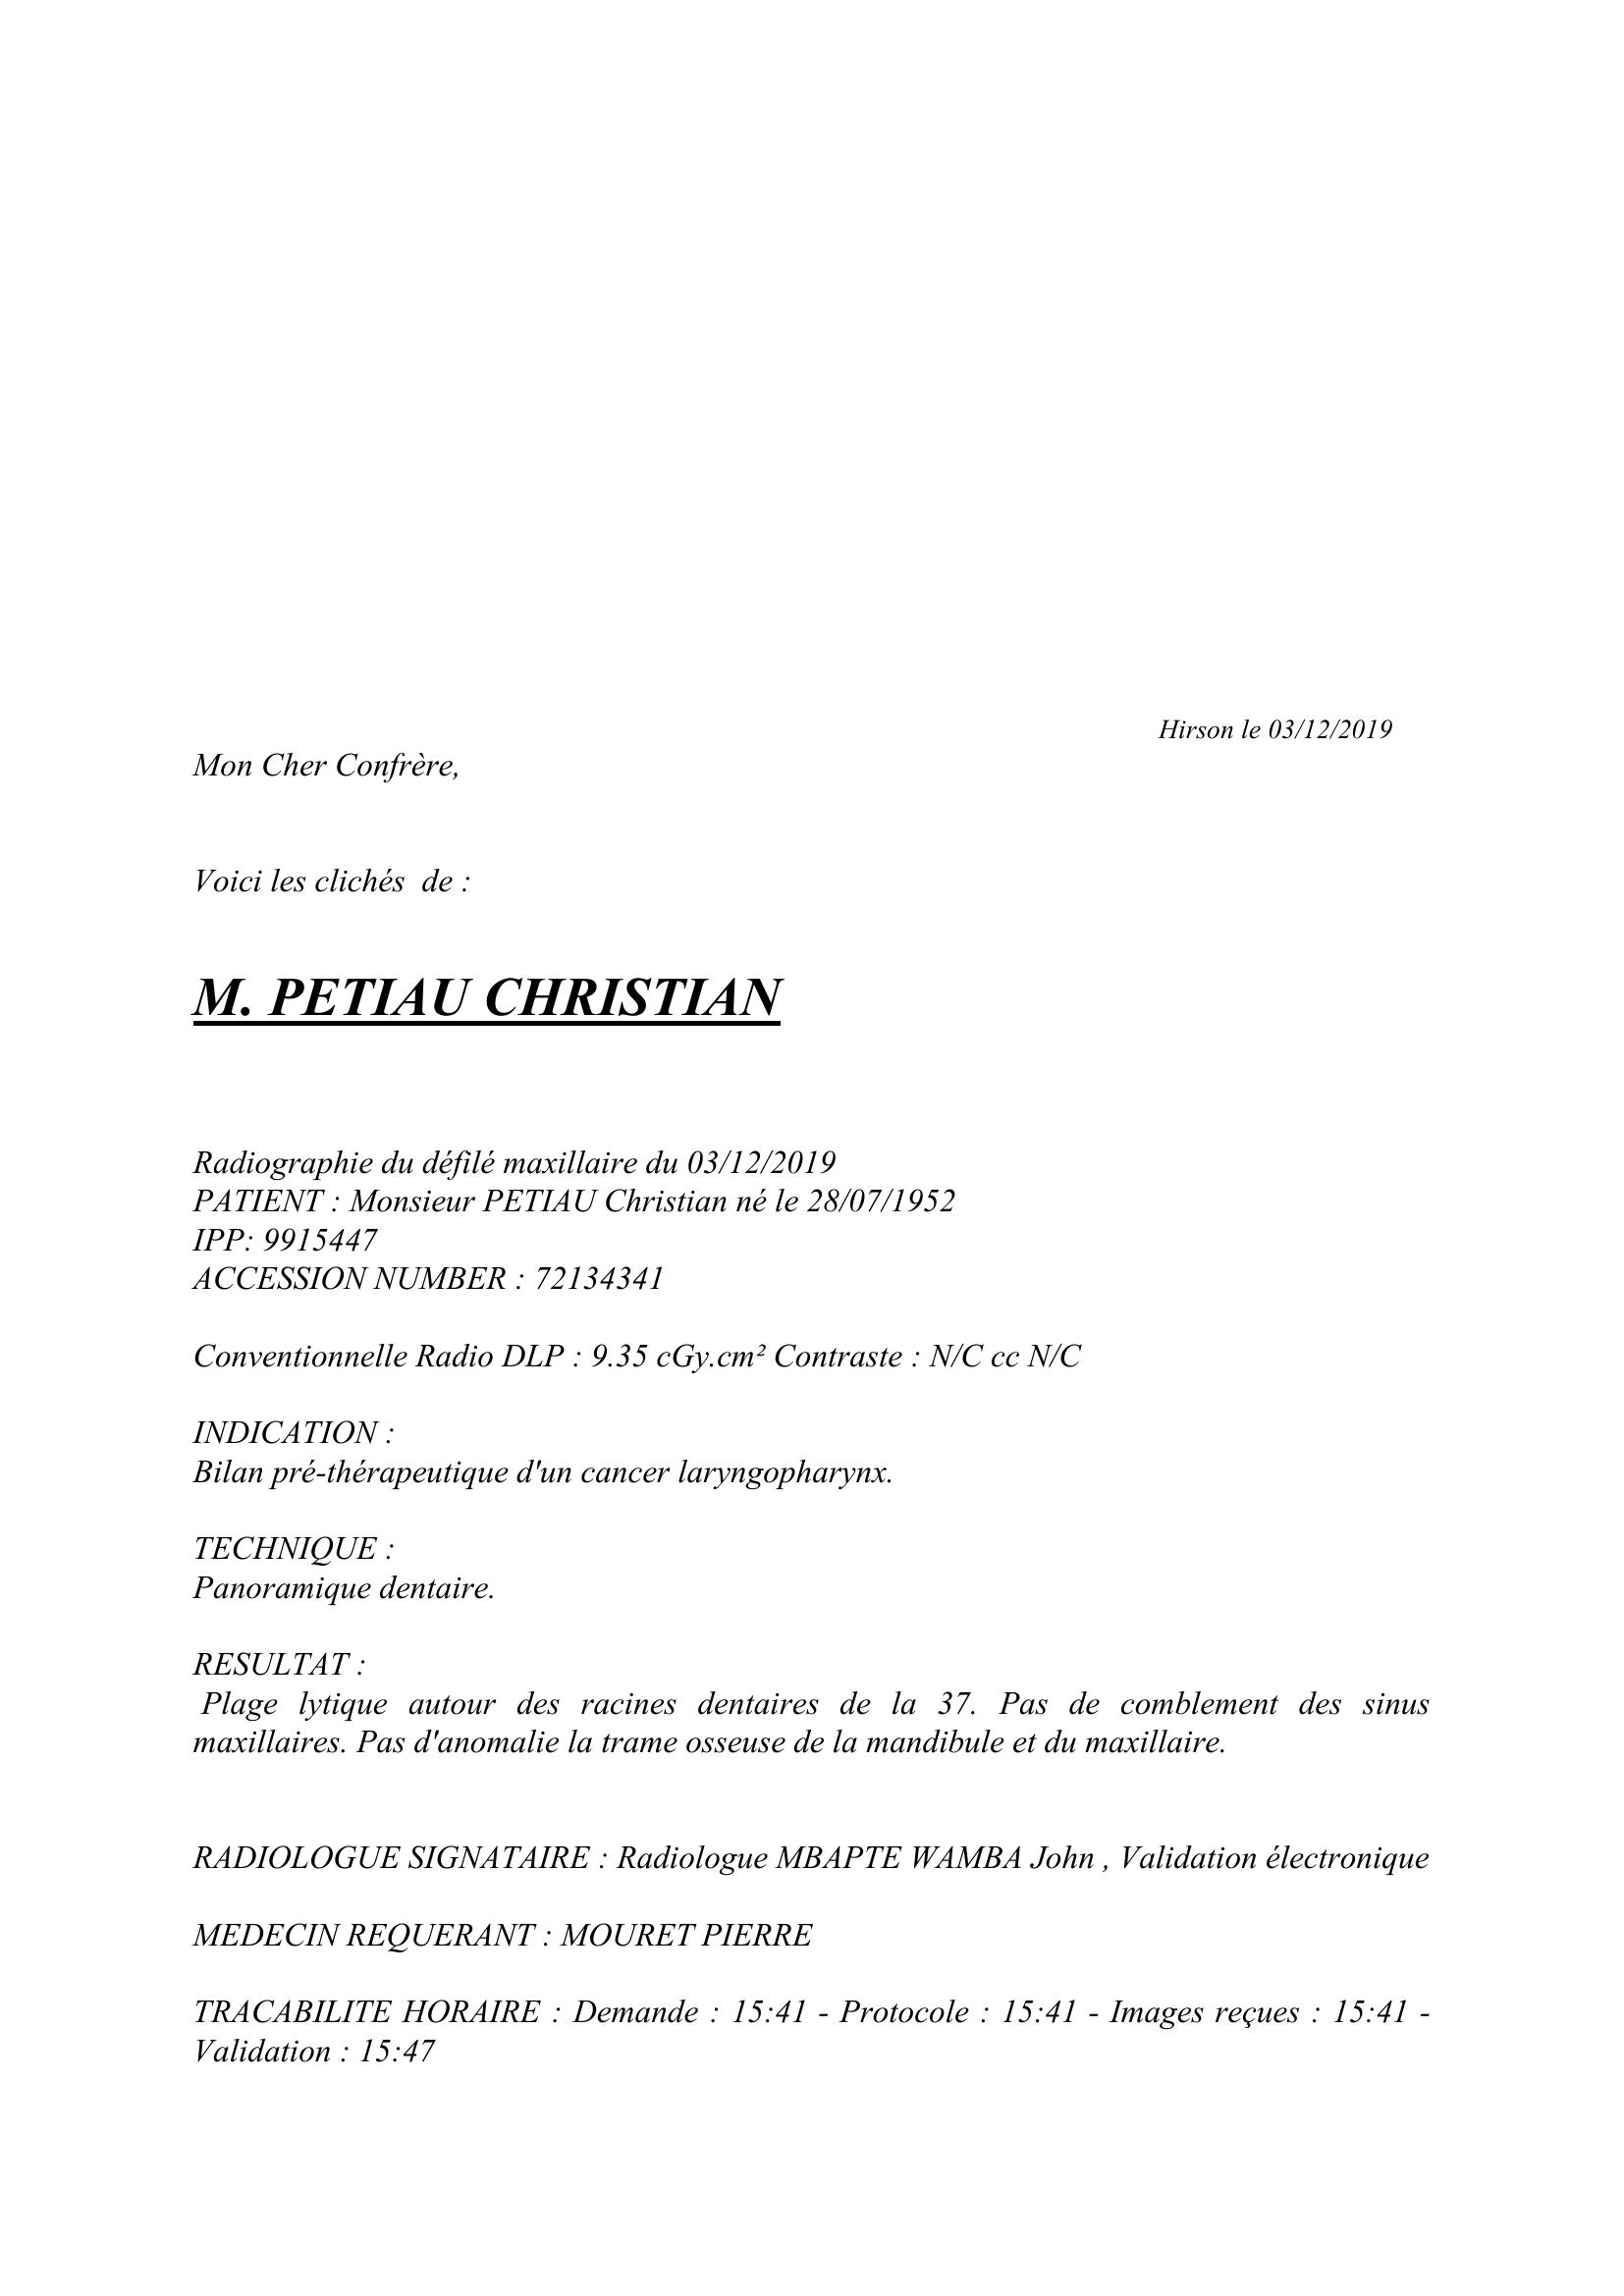 Hirson le 03/12/2019
Mon Cher Confrère,
Voici les clichés  de :
M. PETIAU CHRISTIAN
Radiographie du défilé maxillaire du 03/12/2019
PATIENT : Monsieur PETIAU Christian né le 28/07/1952
IPP: 9915447
ACCESSION NUMBER : 72134341
Conventionnelle Radio DLP : 9.35 cGy.cm² Contraste : N/C cc N/C
INDICATION :
Bilan pré-thérapeutique d'un cancer laryngopharynx.
TECHNIQUE :
Panoramique dentaire.
RESULTAT :
Plage lytique autour des racines dentaires de la 37. Pas de comblement des sinus
maxillaires. Pas d'anomalie la trame osseuse de la mandibule et du maxillaire.
RADIOLOGUE SIGNATAIRE : Radiologue MBAPTE WAMBA John , Validation électronique
MEDECIN REQUERANT : MOURET PIERRE
TRACABILITE HORAIRE : Demande : 15:41 - Protocole : 15:41 - Images reçues : 15:41 -
Validation : 15:47